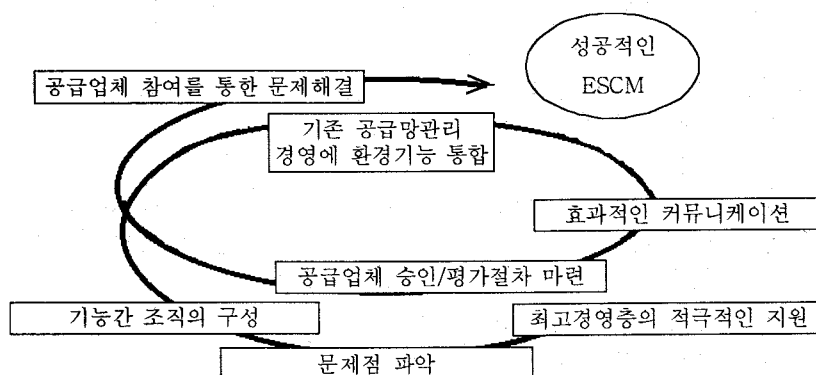 성공적인
ESCM
공급업체 참여를 통한 문제해결
기존 공급망관리
경영에 환경기능 통합
효과적인 커뮤니케이션
공급업체 승인/평가절차 마련
기능간 조직의 구성
최고경영층의 적극적인 지원
문제점 파악